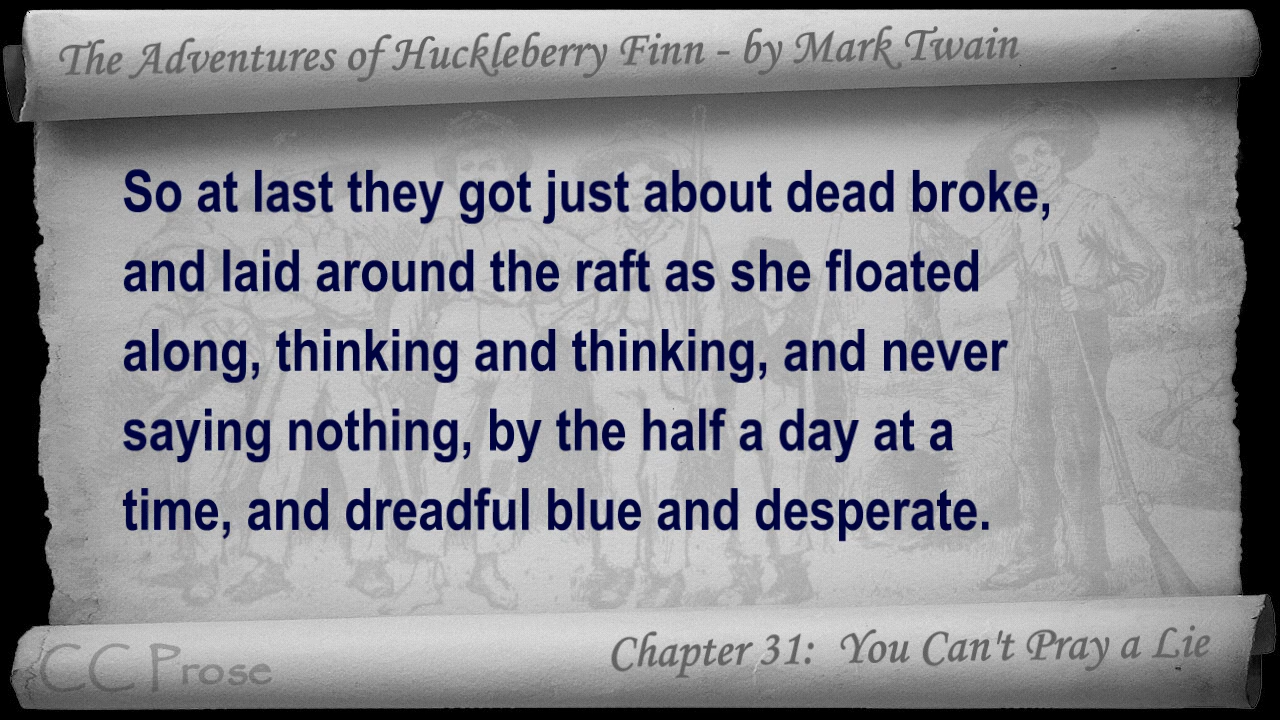 The Adventures of Huckleberry Finn - by Mark Twain
So at last they got just about dead broke,
and laid around the raft as she floated
along, thinking and thinking, and never
saying nothing, by the half a day at a
time, and dreadful blue and desperate.
Chapter 31: You Can't Pray a Lie
CC Prose